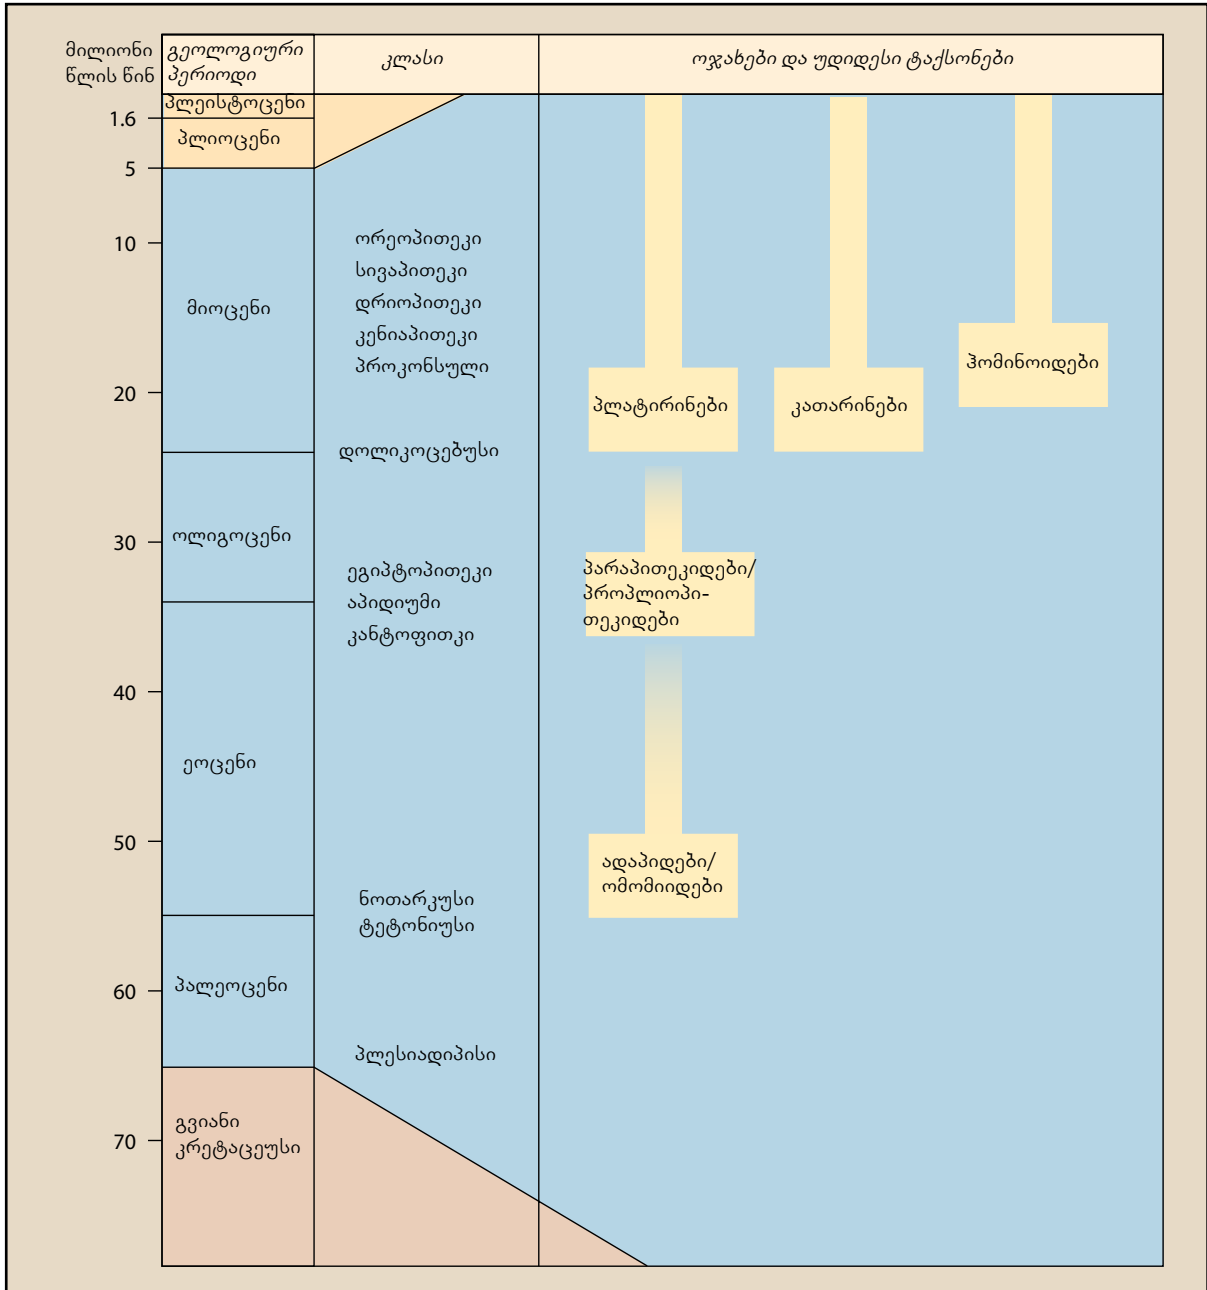 მილიონი
წლის წინ
გეოლოგიური
პერიოდი
კლასი
ოჯახები და უდიდესი ტაქსონები
პლეისტოცენი
1.6
პლიოცენი
5
10
ორეოპითეკი
სივაპითეკი
დრიოპითეკი
კენიაპითეკი
პროკონსული
მიოცენი
ჰომინოიდები
20
პლატირინებ
კათარინები
დოლიკოცებუსი
30
ოლიგოცენი
ეგიპტოპითეკი
აპიდიუმი
კანტოფითკი
პარაპითეკიდები/
პროპლიოპი-
თეკიდები
40
ეოცენი
50
ადაპიდები/
ომომიიდები
ნოთარკუსი
ტეტონიუსი
60
პალეოცენი
პლესიადიპისი
70
გვიანი
კრეტაცეუსი